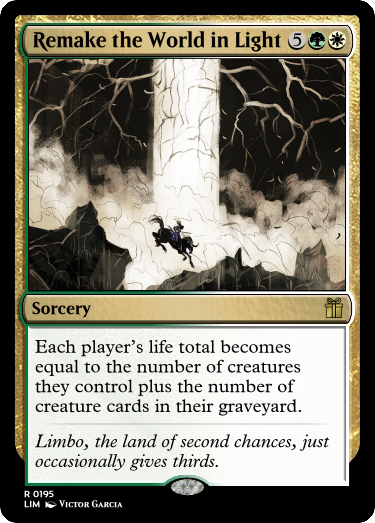 Remake the World in Light 5
Sorcery
Each player's life total becomes
equal to the number of creatures
they control plus the number of
creature cards in their graveyard.
Limbo, the land of second chances, just
occasionally gives thirds.
R 0195
LIM VICTOR GARCIA